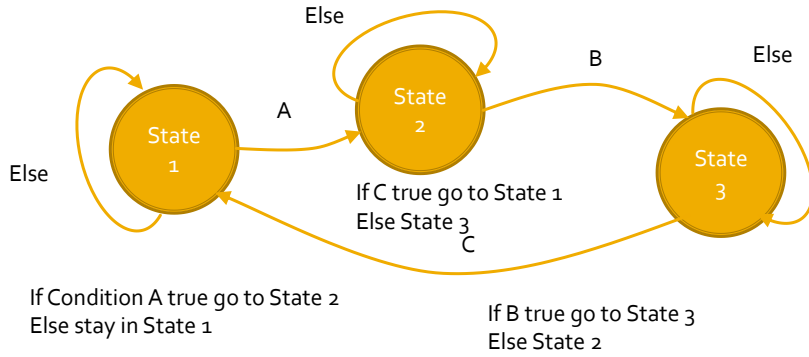 Else
Else
B
Else
A
State
1
State
2
State
3
Else
If C true go to State 1
Else State 3
C
If Condition A true go to State 2
Else stay in State 1
If B true go to State 3
Else State 2